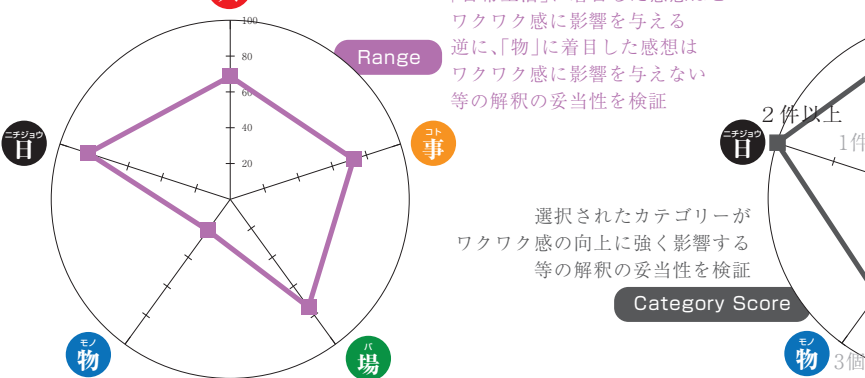 100
80
60
40
20
Range
ワクワク感に影響を与える
逆に、「物」に着目した感想は
ワクワク感に影響を与えない
等の解釈の妥当性を検証
ニチジョウ
日
コト
事
モノ
物
バ
場
選択されたカテゴリーが
ワクワク感の向上に強く影響する
等の解釈の妥当性を検証
Category Score
2件以上
1件
ニチジョウ
日
モノ
物
3個